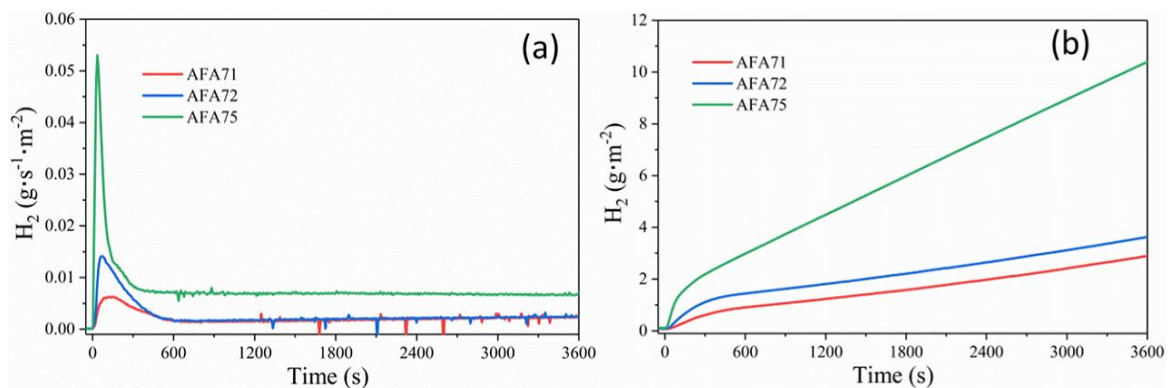 (a)
H₂ (g·s⁻¹·m⁻²)
0.06
0.05
0.04
0.03
0.02
0.01
0.00
AFA71
AFA72
AFA75
0 600 1200 1800 2400 3000 3600
Time (s)
(b)
H₂ (g·m⁻²)
12
10
8
6
4
2
0
AFA71
AFA72
AFA75
0 600 1200 1800 2400 3000 3600
Time (s)